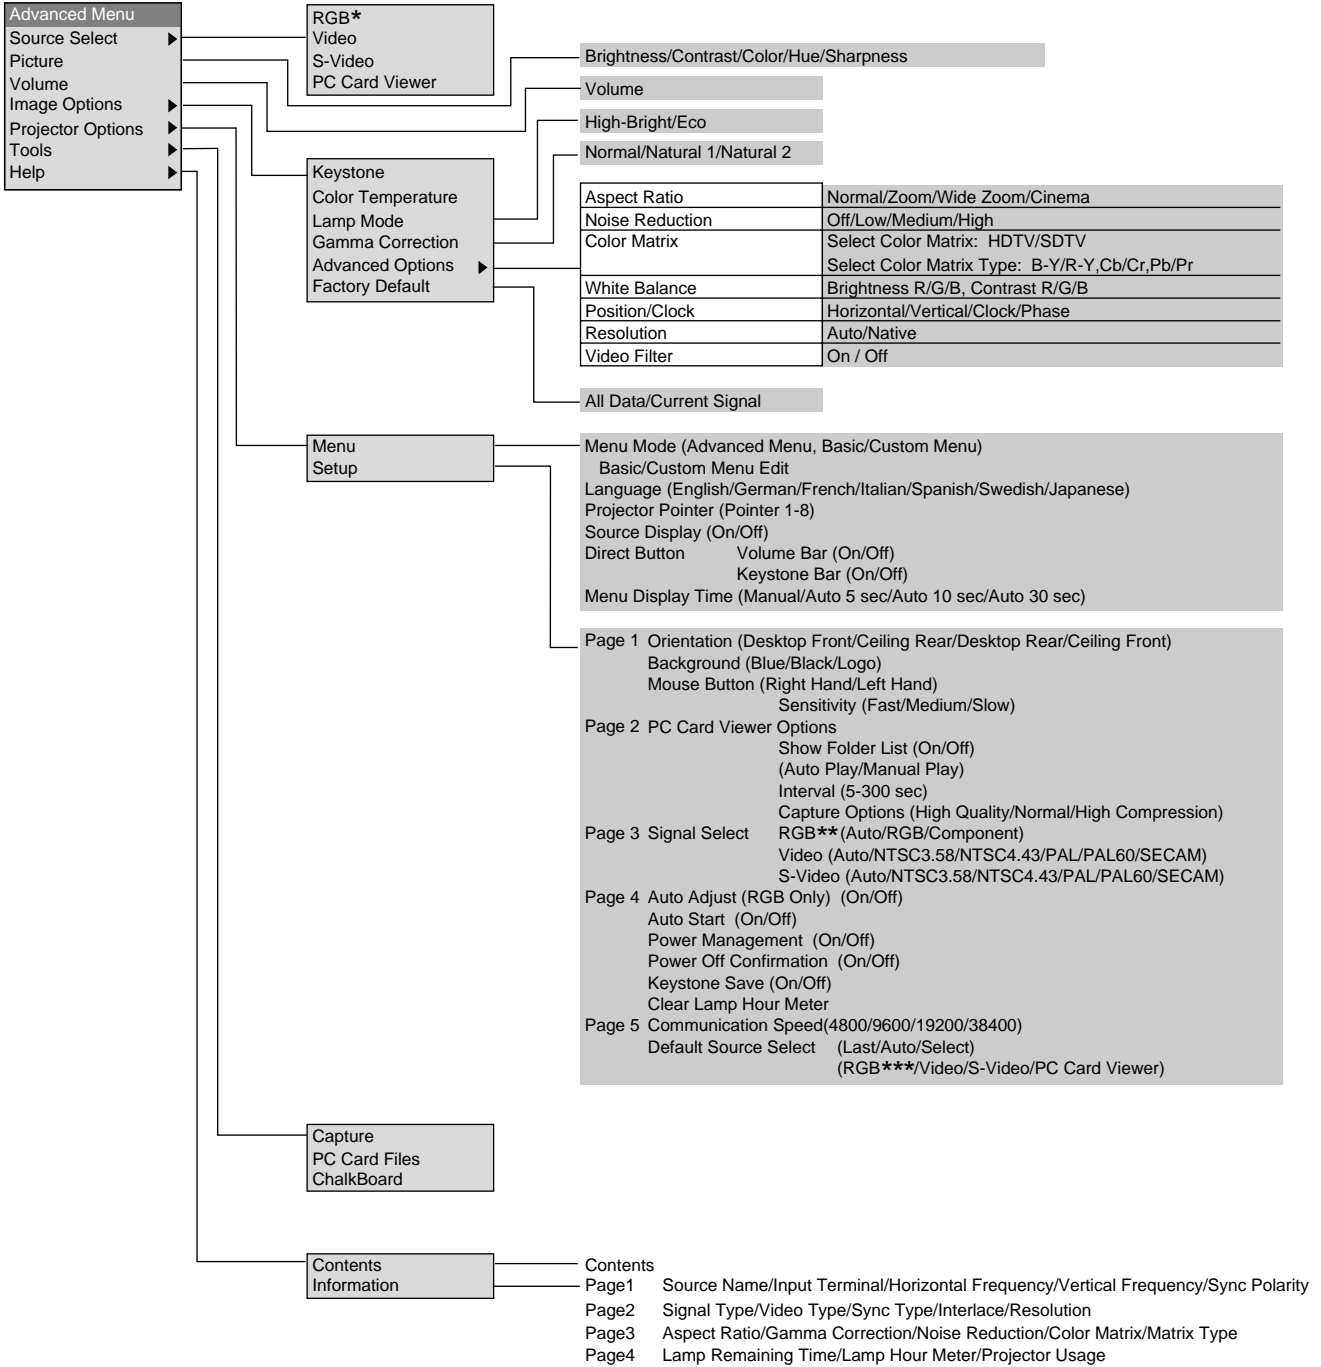 Advanced Menu
Source Select
Picture
Volume
Image Options
Projector Options
Tools
Help
RGB*
Video
S-Video
PC Card Viewer
Brightness/Contrast/Color/Hue/Sharpness
Volume
High-Bright/Eco
Normal/Natural 1/Natural 2
Keystone
Color Temperature
Lamp Mode
Gamma Correction
Advanced Options
Factory Default
Aspect Ratio Normal/Zoom/Wide Zoom/Cinema
Noise Reduction Off/Low/Medium/High
Color Matrix Select Color Matrix: HDTV/SDTV
Select Color Matrix Type: B-Y/R-Y,Cb/Cr,Pb/Pr
White Balance Brightness R/G/B, Contrast R/G/B
Position/Clock Horizontal/Vertical/Clock/Phase
Resolution Auto/Native
Video Filter On / Off
All Data/Current Signal
Menu
Setup
Menu Mode (Advanced Menu, Basic/Custom Menu)
Basic/Custom Menu Edit
Language (English/German/French/Italian/Spanish/Swedish/Japanese)
Projector Pointer (Pointer 1-8)
Source Display (On/Off)
Direct Button Volume Bar (On/Off)
Keystone Bar (On/Off)
Menu Display Time (Manual/Auto 5 sec/Auto 10 sec/Auto 30 sec)
Page 1 Orientation (Desktop Front/Ceiling Rear/Desktop Rear/Ceiling Front)
Background (Blue/Black/Logo)
Mouse Button (Right Hand/Left Hand)
Sensitivity (Fast/Medium/Slow)
Page 2 PC Card Viewer Options
Show Folder List (On/Off)
(Auto Play/Manual Play)
Interval (5-300 sec)
Capture Options (High Quality/Normal/High Compression)
Page 3 Signal Select RGB**(Auto/RGB/Component)
Video (Auto/NTSC3.58/NTSC4.43/PAL/PAL60/SECAM)
S-Video (Auto/NTSC3.58/NTSC4.43/PAL/PAL60/SECAM)
Page 4 Auto Adjust (RGB Only) (On/Off)
Auto Start (On/Off)
Power Management (On/Off)
Power Off Confirmation (On/Off)
Keystone Save (On/Off)
Clear Lamp Hour Meter
Page 5 Communication Speed(4800/9600/19200/38400)
Default Source Select (Last/Auto/Select)
(RGB***/Video/S-Video/PC Card Viewer)
Capture
PC Card Files
ChalkBoard
Contents
Information
Contents
Page1 Source Name/Input Terminal/Horizontal Frequency/Vertical Frequency/Sync Polarity
Page2 Signal Type/Video Type/Sync Type/Interlace/Resolution
Page3 Aspect Ratio/Gamma Correction/Noise Reduction/Color Matrix/Matrix Type
Page4 Lamp Remaining Time/Lamp Hour Meter/Projector Usage